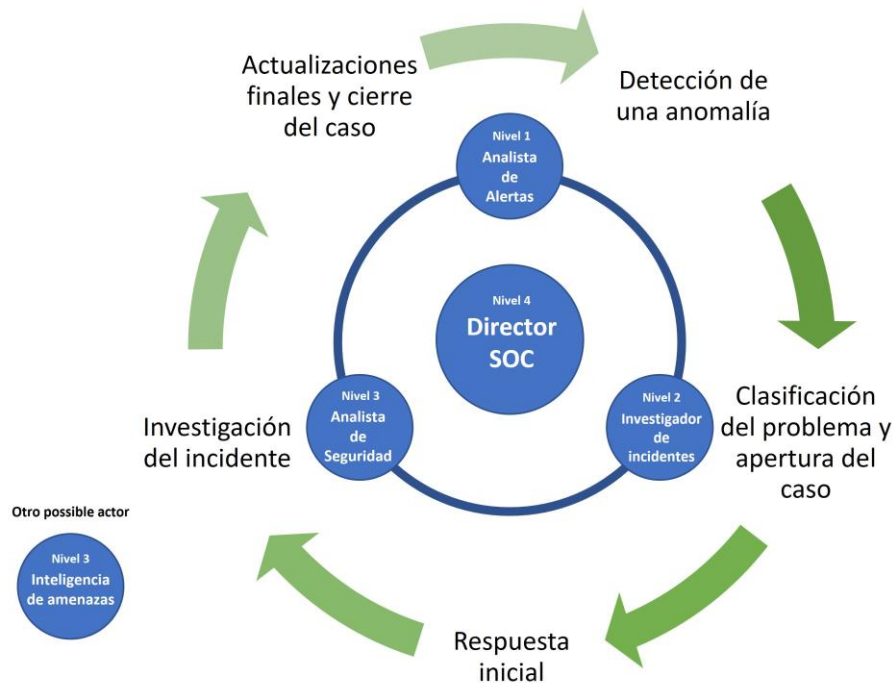 Actualizaciones
finales y cierre
del caso
Detección de
una anomalía
Nivel 1
Analista
de
Alertas
Nivel 4
Director
SOC
Nivel 3
Analista
de
Seguridad
Nivel 2
Investigador
de
incidentes
Clasificación
del problema y
apertura del
caso
Investigación
del incidente
Otro possible actor
Nivel 3
Inteligencia
de amenazas
Respuesta
inicial